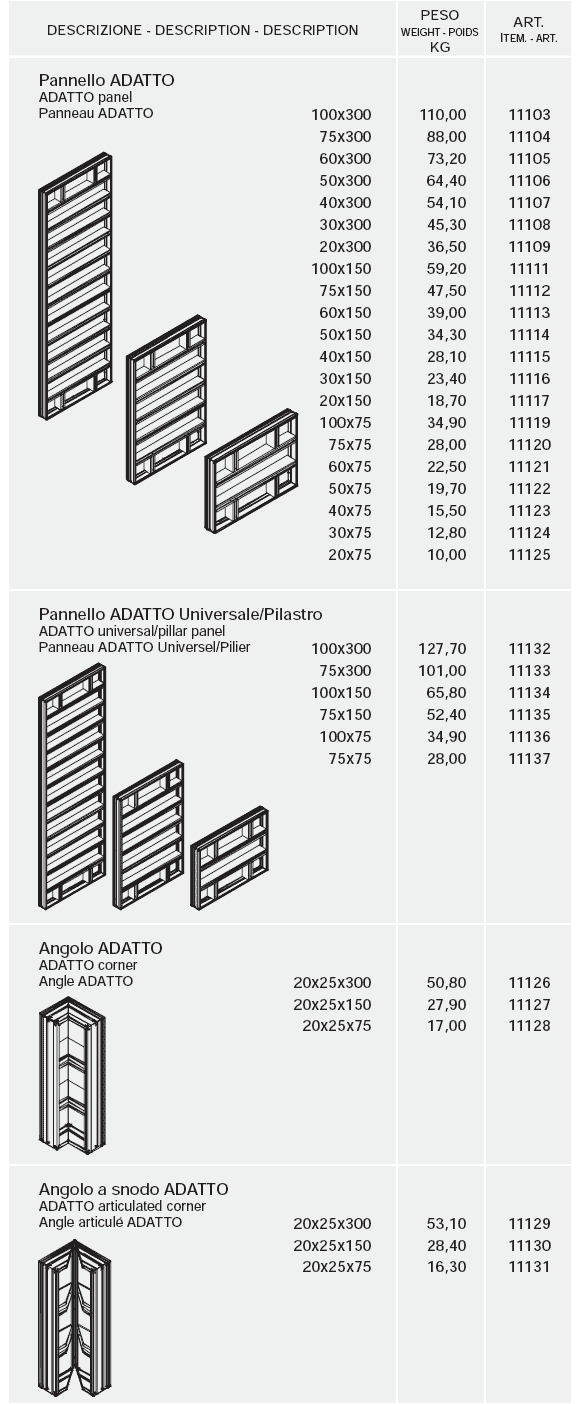 DESCRIZIONE - DESCRIPTION - DESCRIPTION
PESO
WEIGHT - POIDS
KG
ART.
ÍTEM. - ART.
Pannello ADATTO
ADATTO panel
Panneau ADATTO
100x300 110,00 11103
75x300 88,00 11104
60x300 73,20 11105
50x300 64,40 11106
40x300 54,10 11107
30x300 45,30 11108
20x300 36,50 11109
100x150 59,20 11111
75x150 47,50 11112
60x150 39,00 11113
50x150 34,30 11114
40x150 28,10 11115
30x150 23,40 11116
20x150 18,70 11117
100x75 34,90 11119
75x75 28,00 11120
60x75 22,50 11121
50x75 19,70 11122
40x75 15,50 11123
30x75 12,80 11124
20x75 10,00 11125
Pannello ADATTO Universale/Pilastro
ADATTO universal/pillar panel
Panneau ADATTO Universel/Pilier
100x300 127,70 11132
75x300 101,00 11133
100x150 65,80 11134
75x150 52,40 11135
100x75 34,90 11136
75x75 28,00 11137
Angolo ADATTO
ADATTO corner
Angle ADATTO
20x25x300 50,80 11126
20x25x150 27,90 11127
20x25x75 17,00 11128
Angolo a snodo ADATTO
ADATTO articulated corner
Angle articulé ADATTO
20x25x300 53,10 11129
20x25x150 28,40 11130
20x25x75 16,30 11131